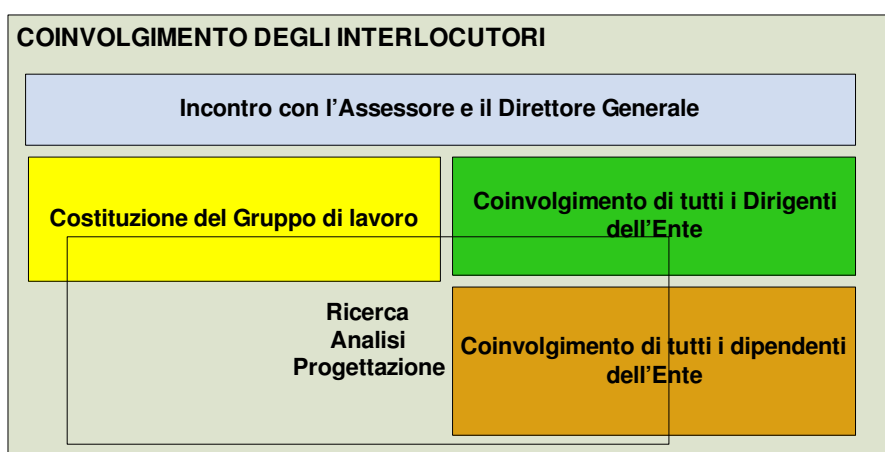 COINVOLGIMENTO DEGLI INTERLOCUTORI
Incontro con l'Assessore e il Direttore Generale
Costituzione del Gruppo di lavoro
Coinvolgimento di tutti i Dirigenti
dell'Ente
Ricerca
Analisi
Progettazione
Coinvolgimento di tutti i dipendenti
dell'Ente